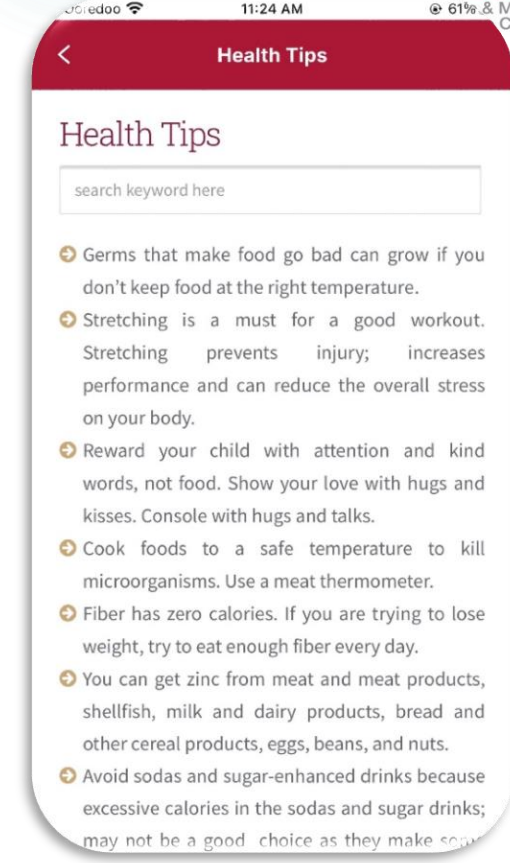 11:24 AM
61%
& M
Health Tips
Health Tips
search keyword here
Germs that make food go bad can grow if you
don't keep food at the right temperature.
Stretching is a must for a good workout.
Stretching prevents injury; increases
performance and can reduce the overall stress
on your body.
Reward your child with attention and kind
words, not food. Show your love with hugs and
kisses. Console with hugs and talks.
Cook foods to a safe temperature to kill
microorganisms. Use a meat thermometer.
Fiber has zero calories. If you are trying to lose
weight, try to eat enough fiber every day.
You can get zinc from meat and meat products,
shellfish, milk and dairy products, bread and
other cereal products, eggs, beans, and nuts.
Avoid sodas and sugar-enhanced drinks because
excessive calories in the sodas and sugar drinks;
may not be a good choice as they make